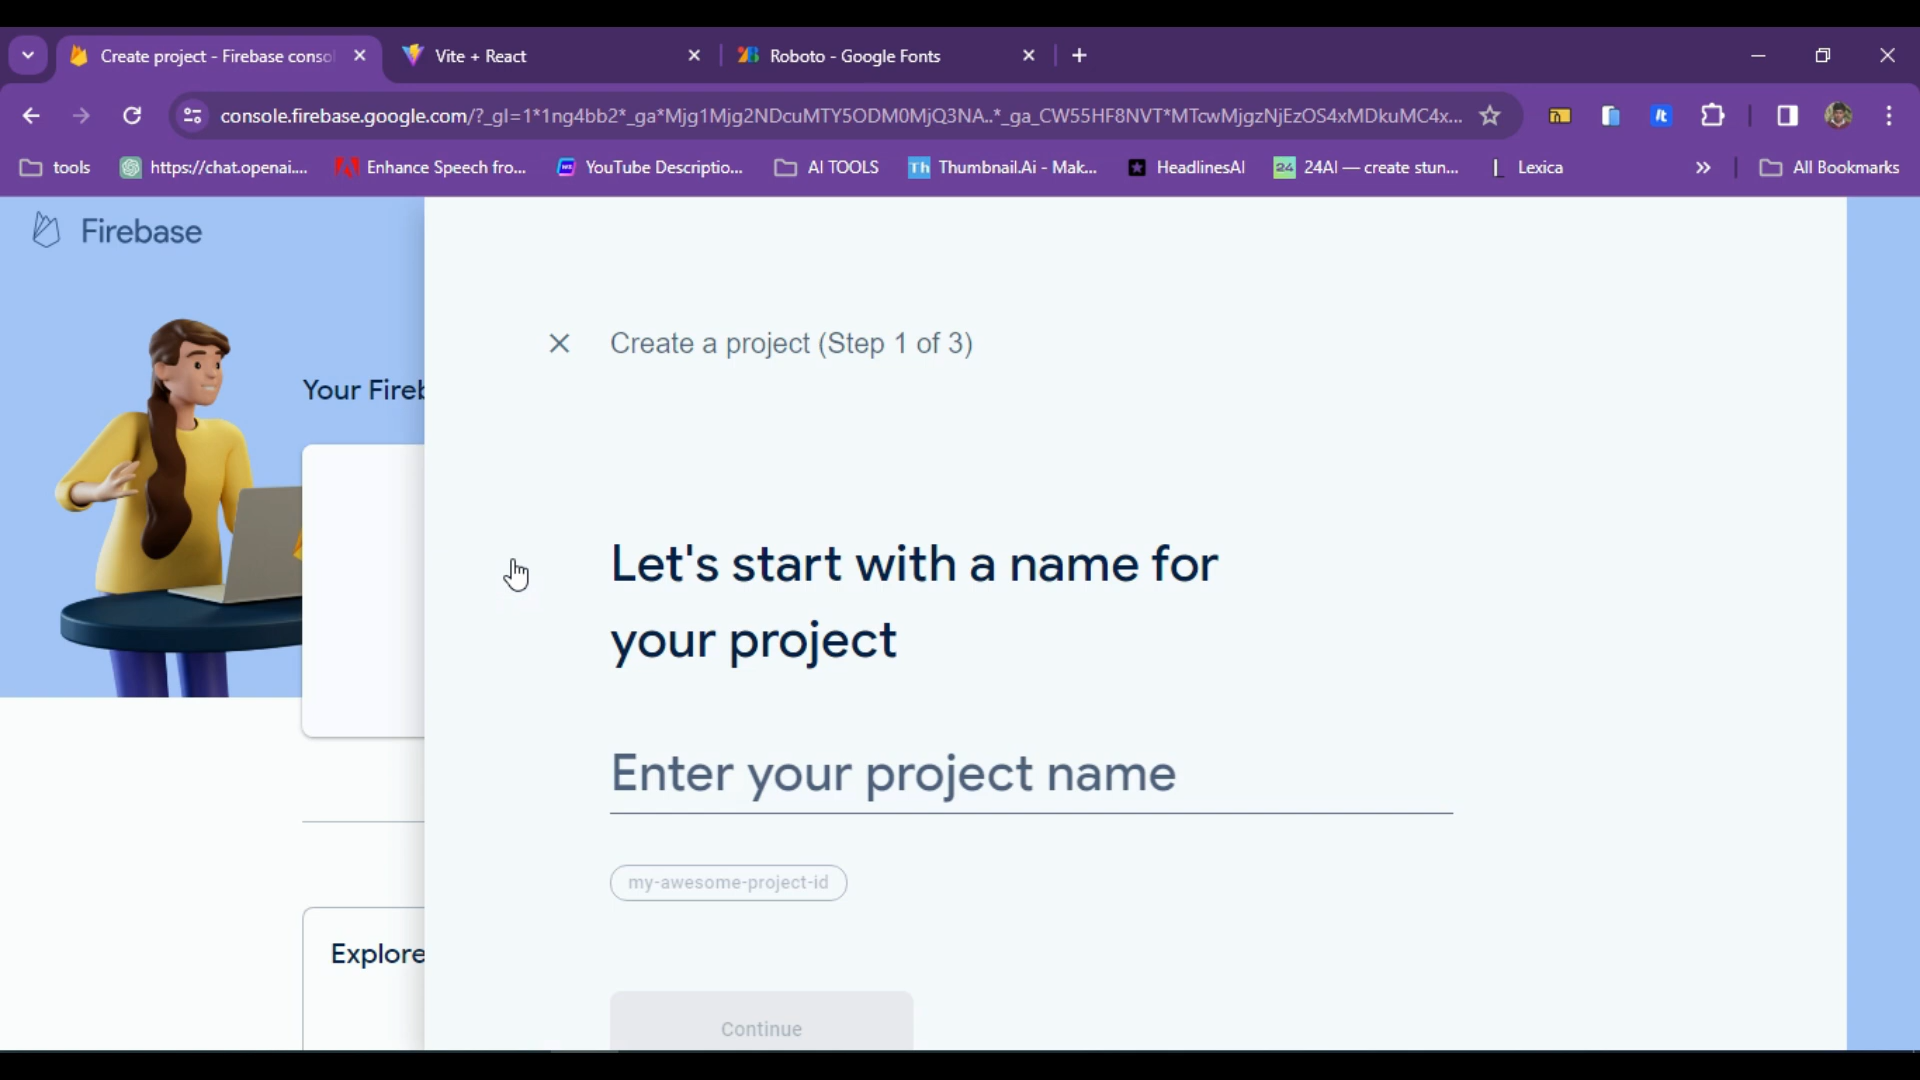 Create project - Firebase conso
Vite + React
Roboto - Google Fonts
console.firebase.google.com/?_gl=1*1ng4bb2*_ga*Mjg1Mjg2NDcuMTY5ODM0MjQ3NA..*_ga_CW55HF8NVT*MTcwMjgzNjEzOS4xMDkuMC4x...
tools
https://chat.openai....
Enhance Speech fro...
YouTube Descriptio...
AI TOOLS
Th
Thumbnail.Ai - Mak...
HeadlinesAI
24
24AI — create stun...
Lexica
All Bookmarks
Firebase
Create a project (Step 1 of 3)
Your Fireb
Let's start with a name for
your project
Enter your project name
my-awesome-project-id
Explore
Continue